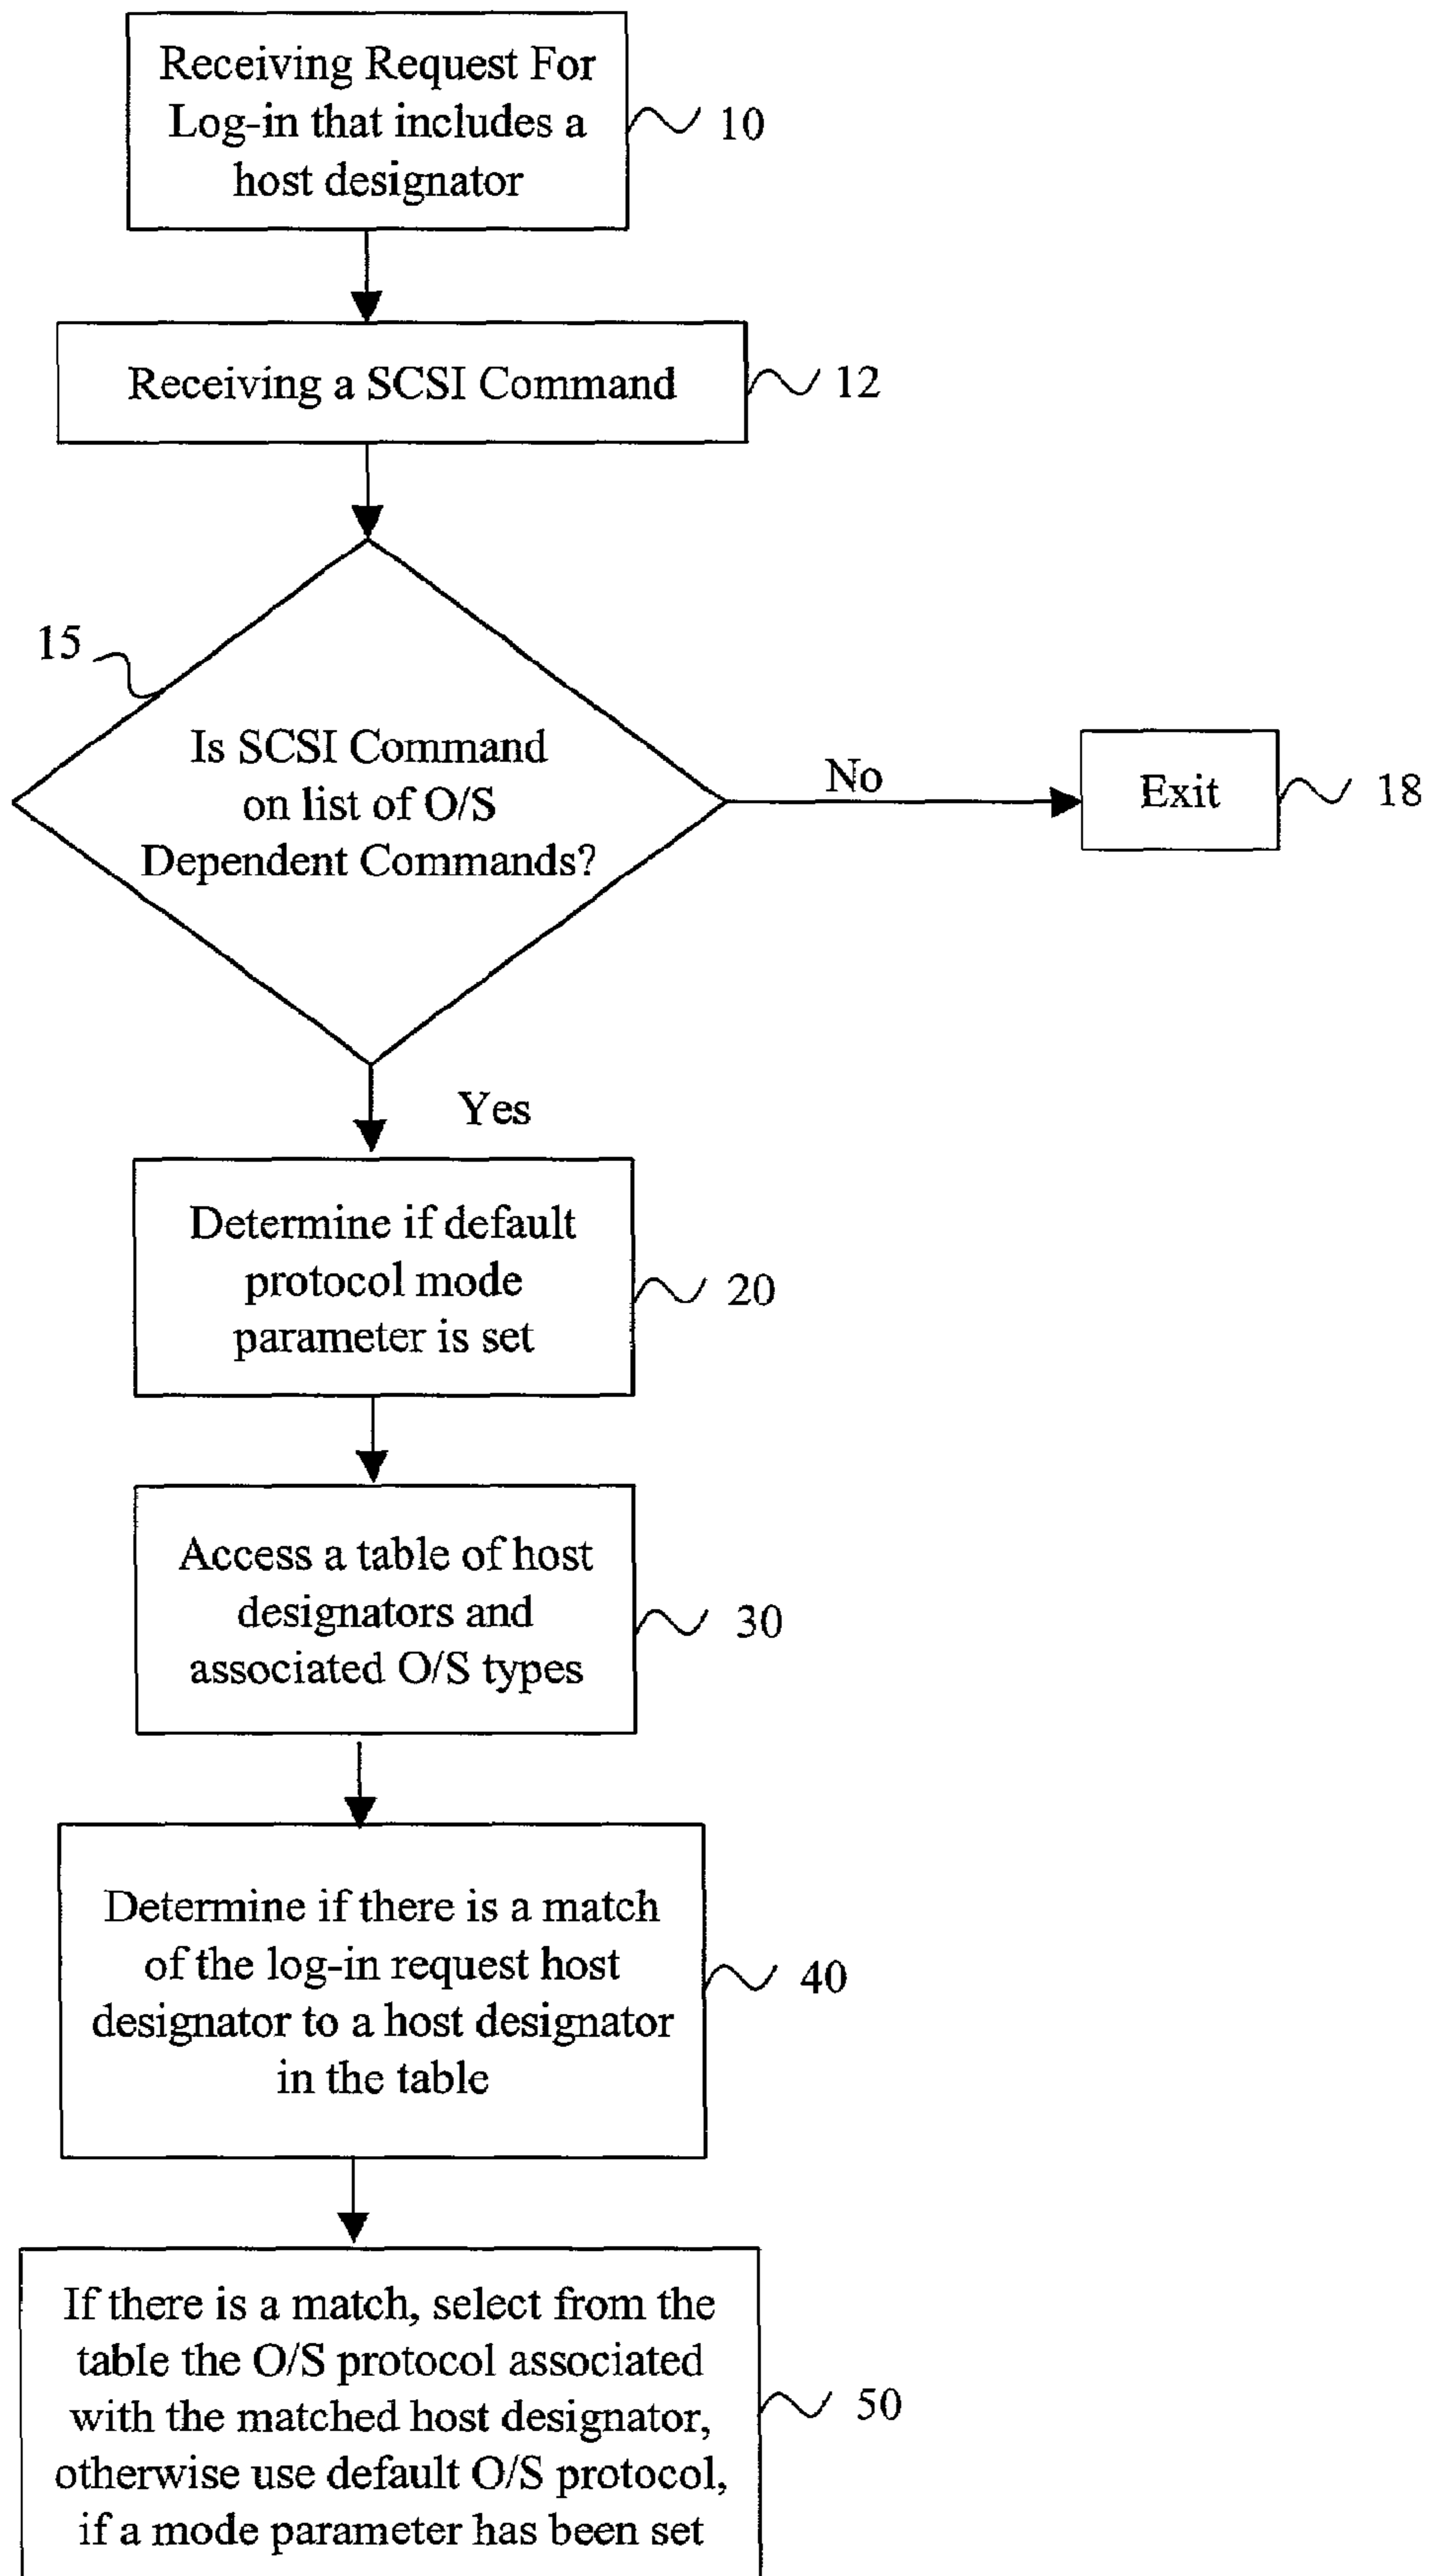 Receiving Request For
Log-in that includes a
host designator
10
Receiving a SCSI Command
12
15
Is SCSI Command
on list of O/S
Dependent Commands?
No
Exit
18
Yes
Determine if default
protocol mode
parameter is set
20
Access a table of host
designators and
associated O/S types
30
Determine if there is a match
of the log-in request host
designator to a host designator
in the table
40
If there is a match, select from the
table the O/S protocol associated
with the matched host designator,
otherwise use default O/S protocol,
if a mode parameter has been set
50